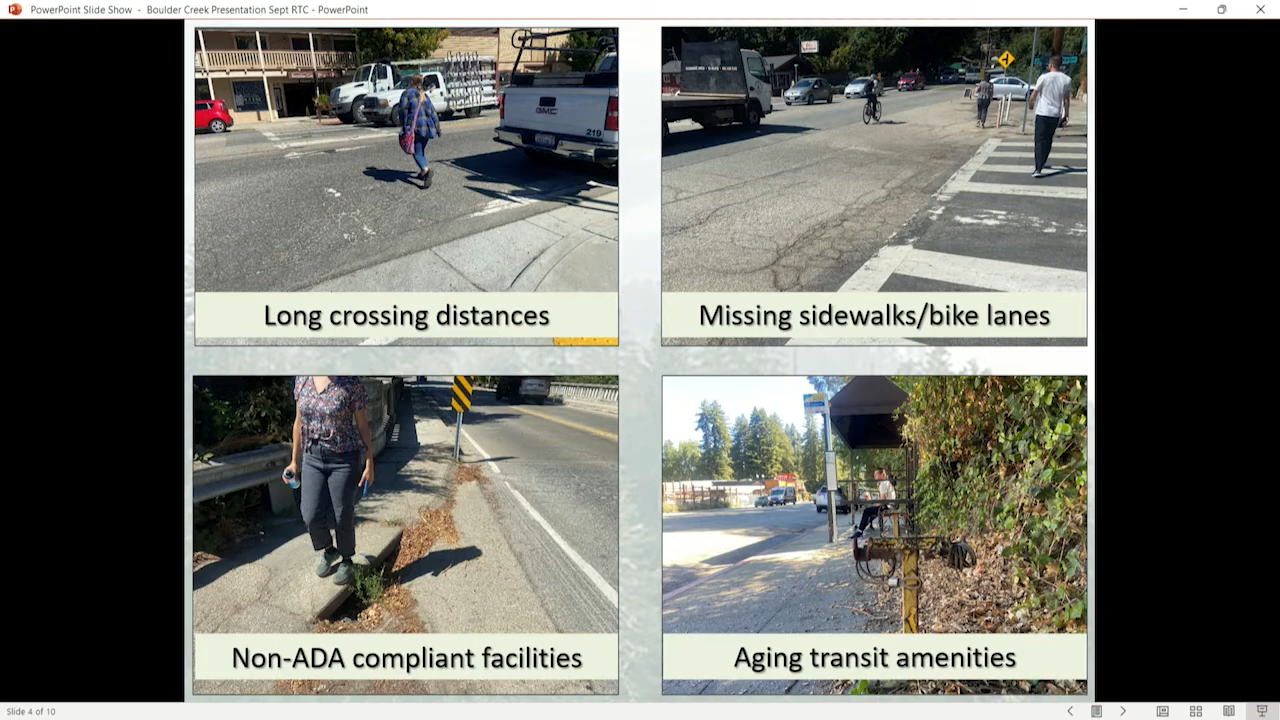 PowerPoint Slide Show - Boulder Creek Presentation Sept RTC - PowerPoint
GMC
219
Long crossing distances
Missing sidewalks/bike lanes
Non-ADA compliant facilities
Aging transit amenities
Slide 4 of 10